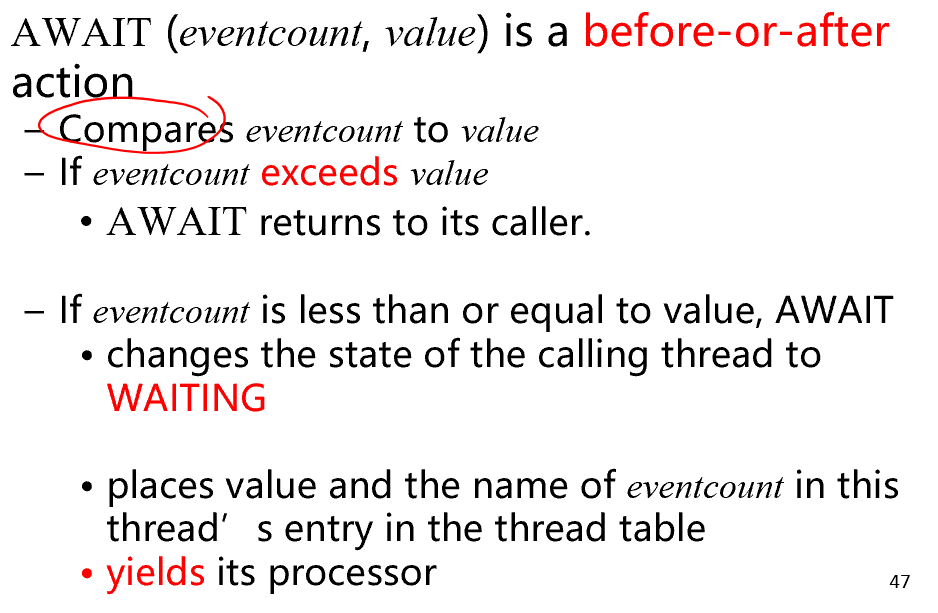 AWAIT (eventcount, value) is a before-or-after
action
– Compares eventcount to value
– If eventcount exceeds value
• AWAIT returns to its caller.
– If eventcount is less than or equal to value, AWAIT
• changes the state of the calling thread to
WAITING
• places value and the name of eventcount in this
thread’s entry in the thread table
• yields its processor
47